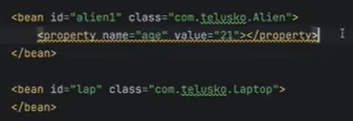 <bean id="alien1" class="com.telusko.Alien">
<property name="age" value="21"></property>
</bean>
<bean id="lap" class="com.telusko.Laptop">
</bean>